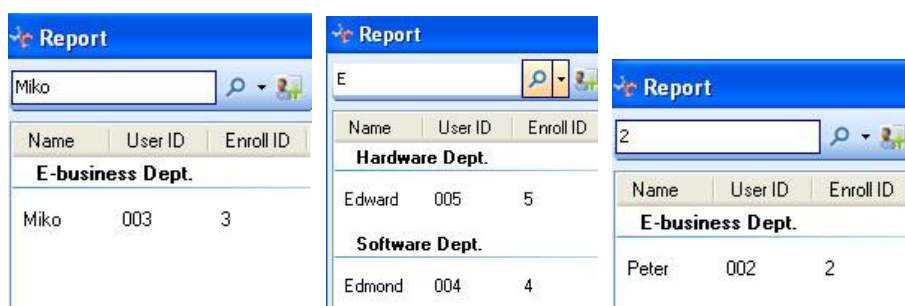 Report
Miko
Name User ID Enroll ID
E-business Dept.
Miko 003 3
Report
E
Name User ID Enroll ID
Hardware Dept.
Edward 005 5
Software Dept.
Edmond 004 4
Report
2
Name User ID Enroll ID
E-business Dept.
Peter 002 2